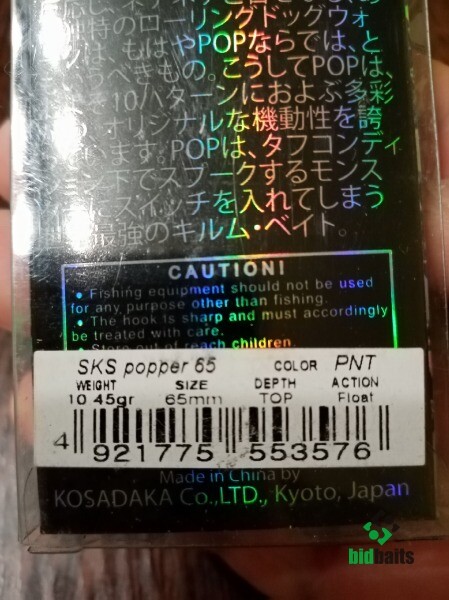 のローリングドッグウォ
もはやPOPならでは、と
べきもの。こうしてPOPは、
10パターンにおよぶ多彩
オリジナルな機動性を誇
ます。POPは、タフコンディ
ン下でスプークするモンス
にスイッチを入れてしまう
最強のキルム・ベイト。
CAUTION!
• Fishing equipment should not be used
for any purpose other than fishing.
• The hook is sharp and must accordingly
be treated with care.
• Store out of reach children.
SKS popper 65 COLOR PNT
WEIGHT SIZE DEPTH ACTION
10.45gr 65mm TOP Float
4 921775 553576
Made in China by
KOSADAKA Co.,LTD., Kyoto, Japan
bidbaits